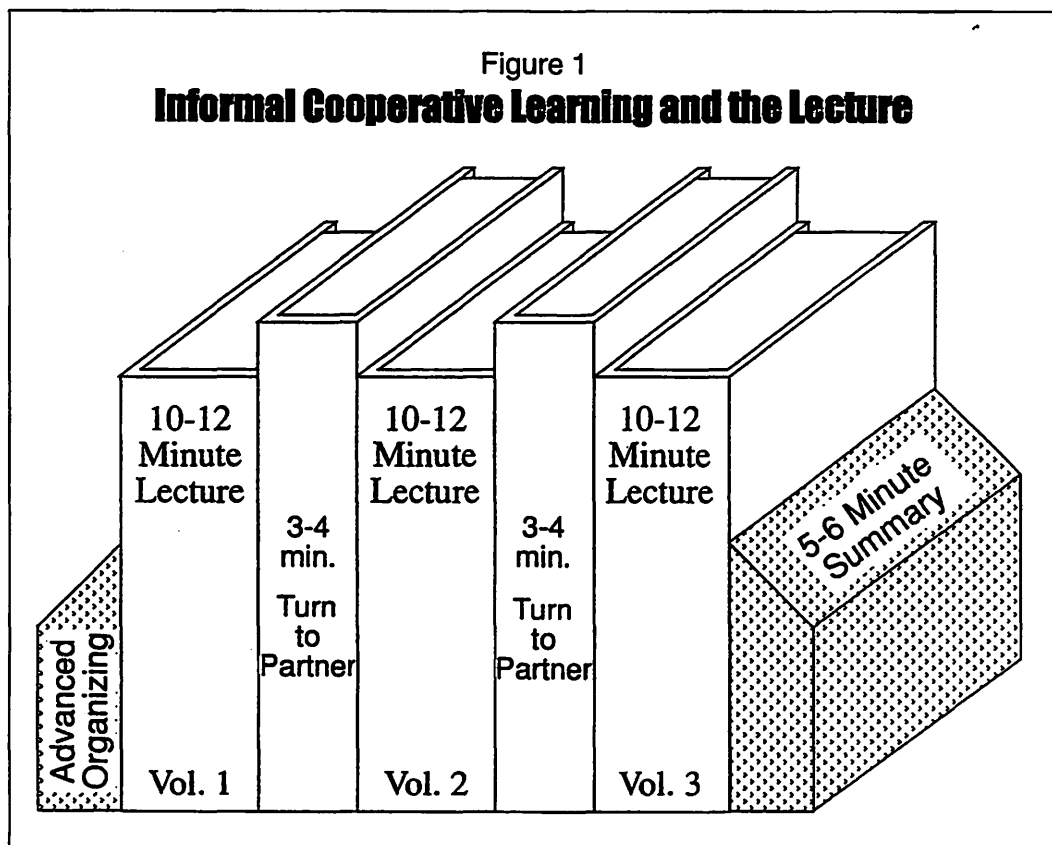 Figure 1
Informal Cooperative Learning and the Lecture
Advanced
Organizing
10-12
Minute
Lecture
Vol. 1
3-4
min.
Turn
to
Partner
10-12
Minute
Lecture
Vol. 2
3-4
min.
Turn
to
Partner
10-12
Minute
Lecture
Vol. 3
5-6 Minute
Summary